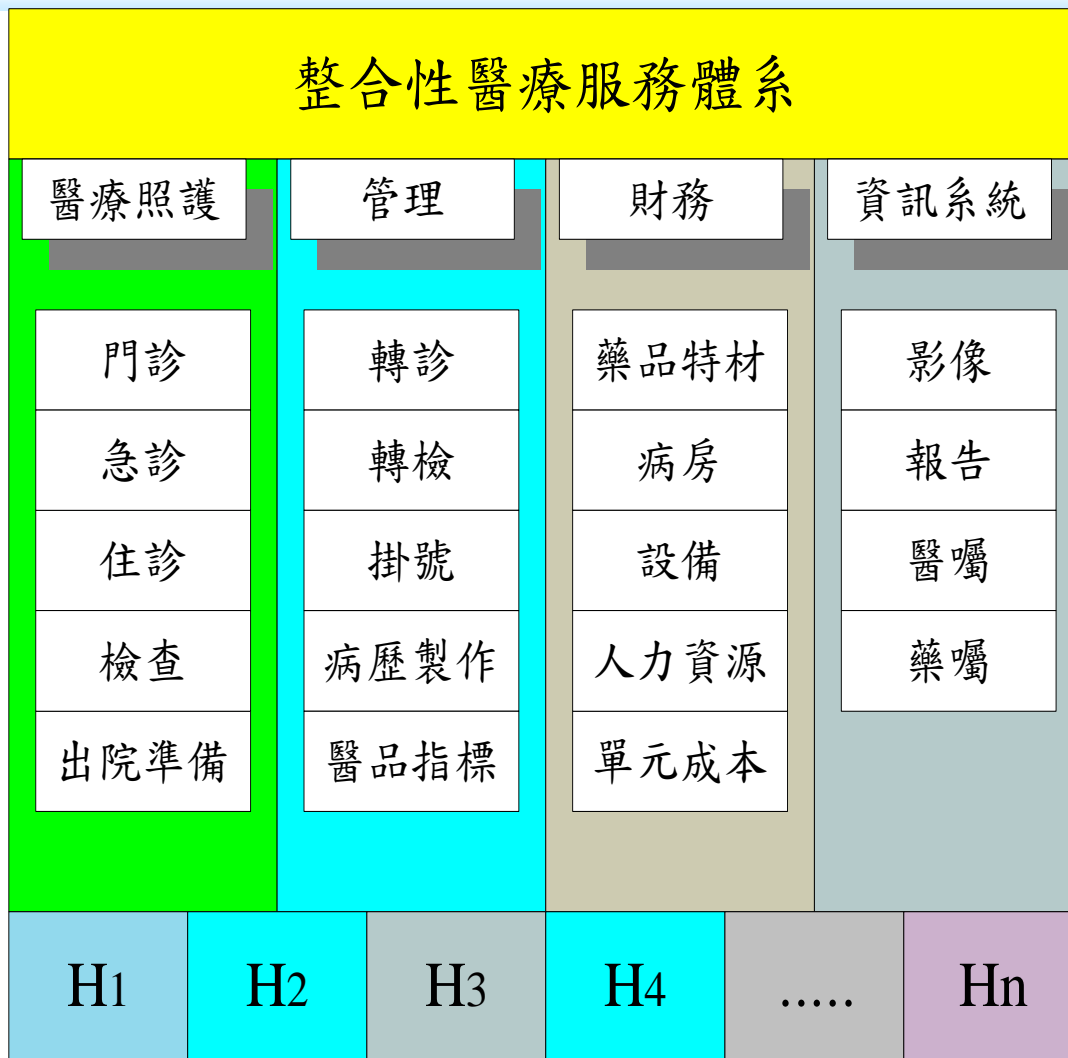 整合性醫療服務體系
醫療照護
門診
急診
住診
檢查
出院準備
管理
轉診
轉檢
掛號
病歷製作
醫品指標
財務
藥品特材
病房
設備
人力資源
單元成本
資訊系統
影像
報告
醫囑
藥囑
H1
H2
H3
H4
.....
Hn